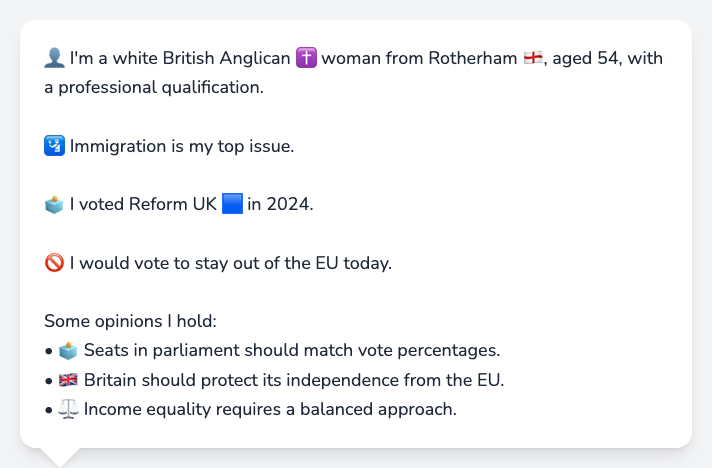 👤 I'm a white British Anglican ✝️ woman from Rotherham 🏴󠁧󠁢󠁥󠁮󠁧󠁿, aged 54, with
a professional qualification.
🛂 Immigration is my top issue.
🗳️ I voted Reform UK 🟦 in 2024.
🚫 I would vote to stay out of the EU today.
Some opinions I hold:
• 🗳️ Seats in parliament should match vote percentages.
• 🇬🇧 Britain should protect its independence from the EU.
• ⚖️ Income equality requires a balanced approach.